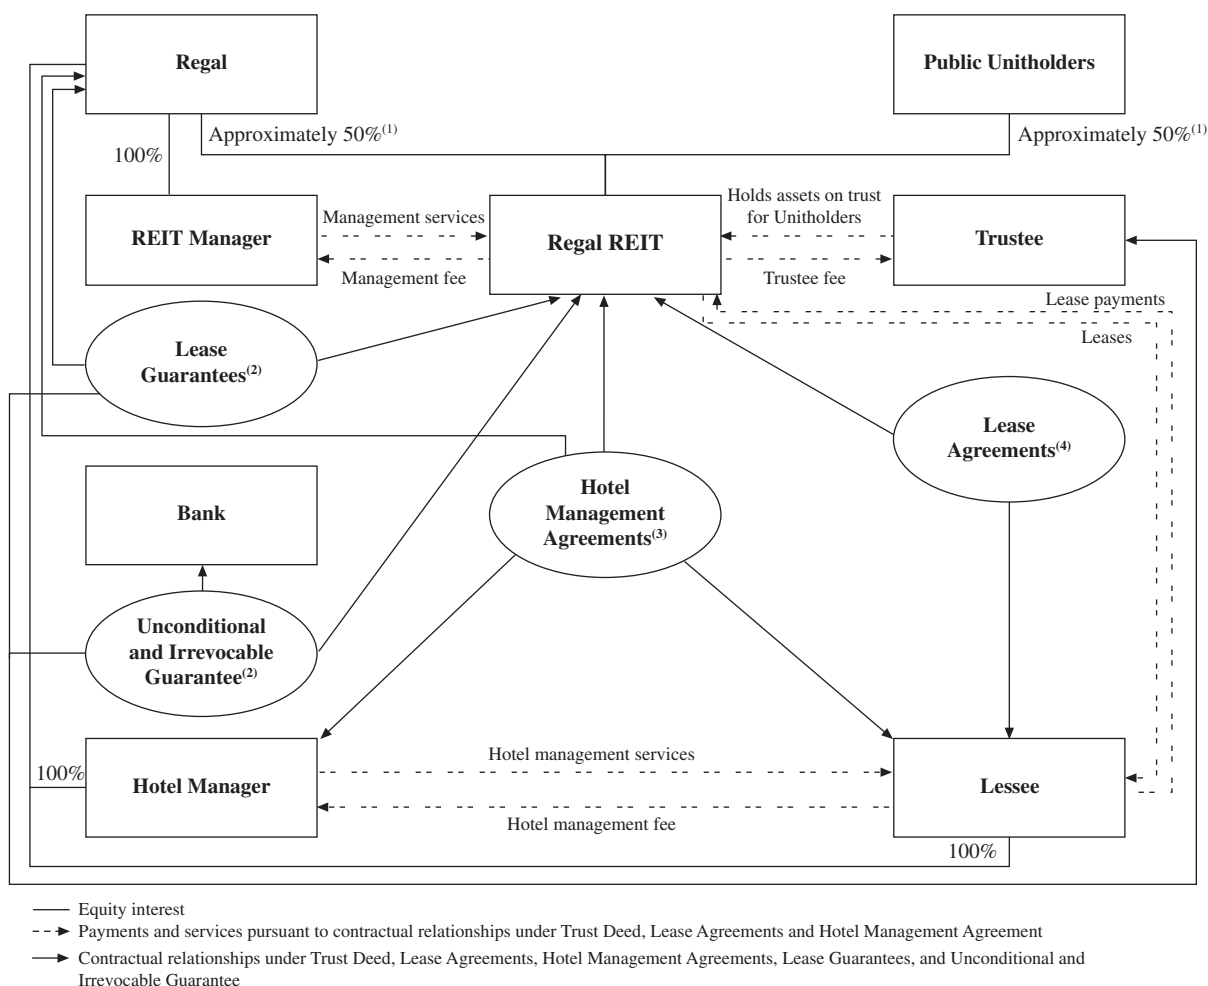 Regal
Public Unitholders
Approximately 50%(1)
Approximately 50%(1)
100%
REIT Manager
Management services
Management fee
Regal REIT
Holds assets on trust
for Unitholders
Trustee fee
Trustee
Lease payments
Leases
Lease
Guarantees(2)
Lease
Agreements(4)
Bank
Hotel
Management
Agreements(3)
Unconditional
and Irrevocable
Guarantee(2)
100%
Hotel Manager
Hotel management services
Hotel management fee
Lessee
100%
Equity interest
Payments and services pursuant to contractual relationships under Trust Deed, Lease Agreements and Hotel Management Agreement
Contractual relationships under Trust Deed, Lease Agreements, Hotel Management Agreements, Lease Guarantees, and Unconditional and
Irrevocable Guarantee